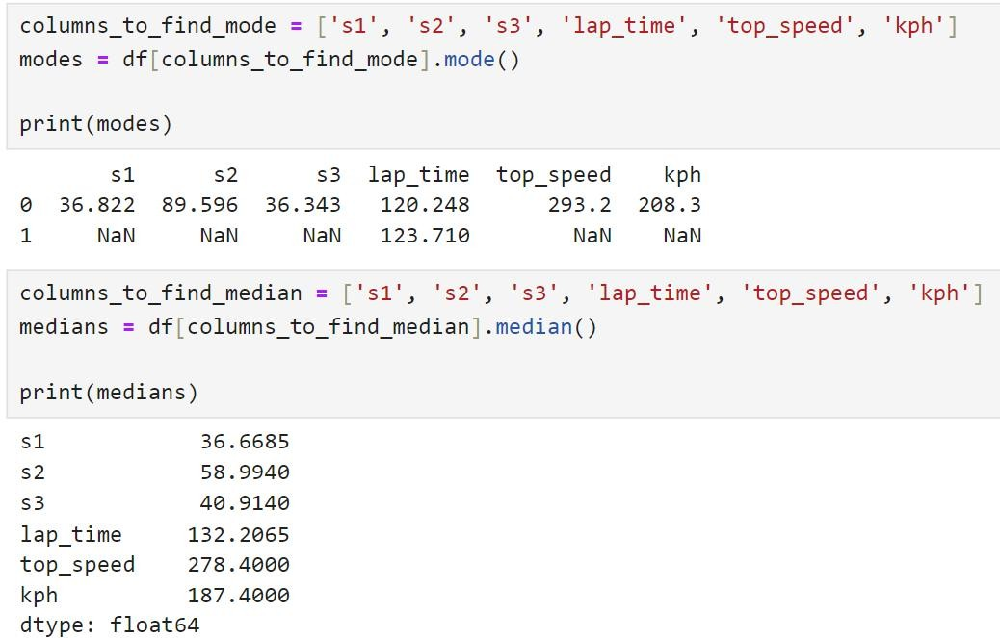 columns_to_find_mode = ['s1', 's2', 's3', 'lap_time', 'top_speed', 'kph']
modes = df[columns_to_find_mode].mode()
print(modes)
s1 s2 s3 lap_time top_speed kph
0 36.822 89.596 36.343 120.248 293.2 208.3
1 NaN NaN NaN 123.710 NaN NaN
columns_to_find_median = ['s1', 's2', 's3', 'lap_time', 'top_speed', 'kph']
medians = df[columns_to_find_median].median()
print(medians)
s1 36.6685
s2 58.9940
s3 40.9140
lap_time 132.2065
top_speed 278.4000
kph 187.4000
dtype: float64